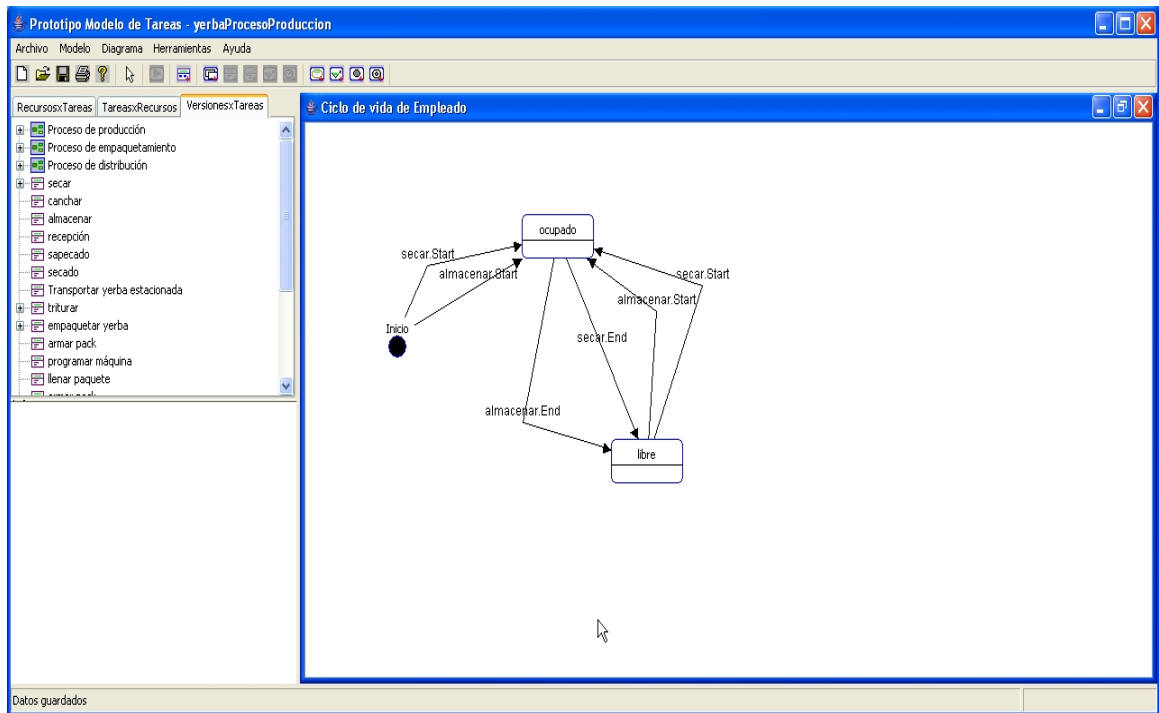 Prototipo Modelo de Tareas - yerbaProcesoProduccion
Archivo Modelo Diagrama Herramientas Ayuda
RecursosxTareas TareasxRecursos VersionesxTareas
Proceso de producción
Proceso de empaquetamiento
Proceso de distribución
secar
canchar
almacenar
recepción
sapecado
secado
Transportar yerba estacionada
triturar
empaquetar yerba
armar pack
programar máquina
llenar paquete
armar pack
Ciclo de vida de Empleado
ocupado
secar.Start
almacenar.Start
secar.Start
almacenar.Start
Inicio
secar.End
almacenar.End
libre
Datos guardados